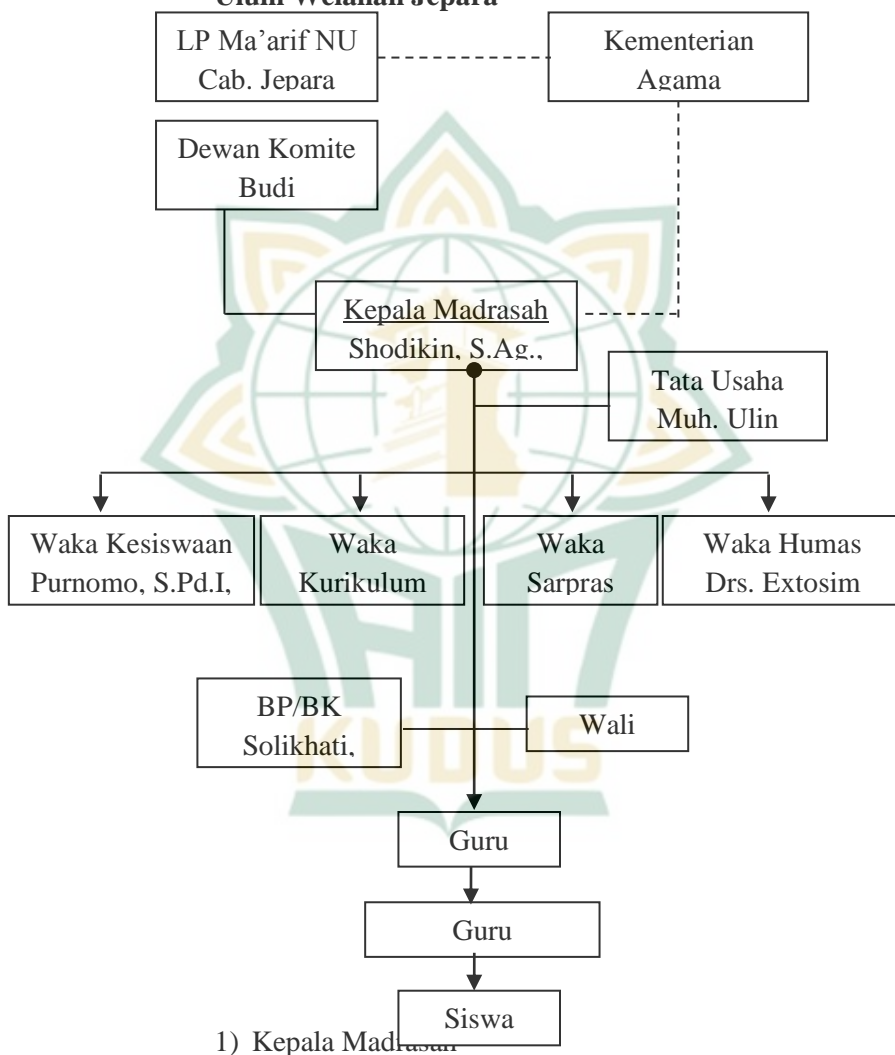 Ulum Welahan Jepara
LP Ma’arif NU
Cab. Jepara
Kementerian
Agama
Dewan Komite
Budi
Kepala Madrasah
Shodikin, S.Ag.,
Tata Usaha
Muh. Ulin
Waka Kesiswaan
Purnomo, S.Pd.I,
Waka
Kurikulum
Waka
Sarpras
Waka Humas
Drs. Extosim
BP/BK
Solikhati,
Wali
KUDUS
Guru
Guru
Siswa
1) Kepala Madrasah